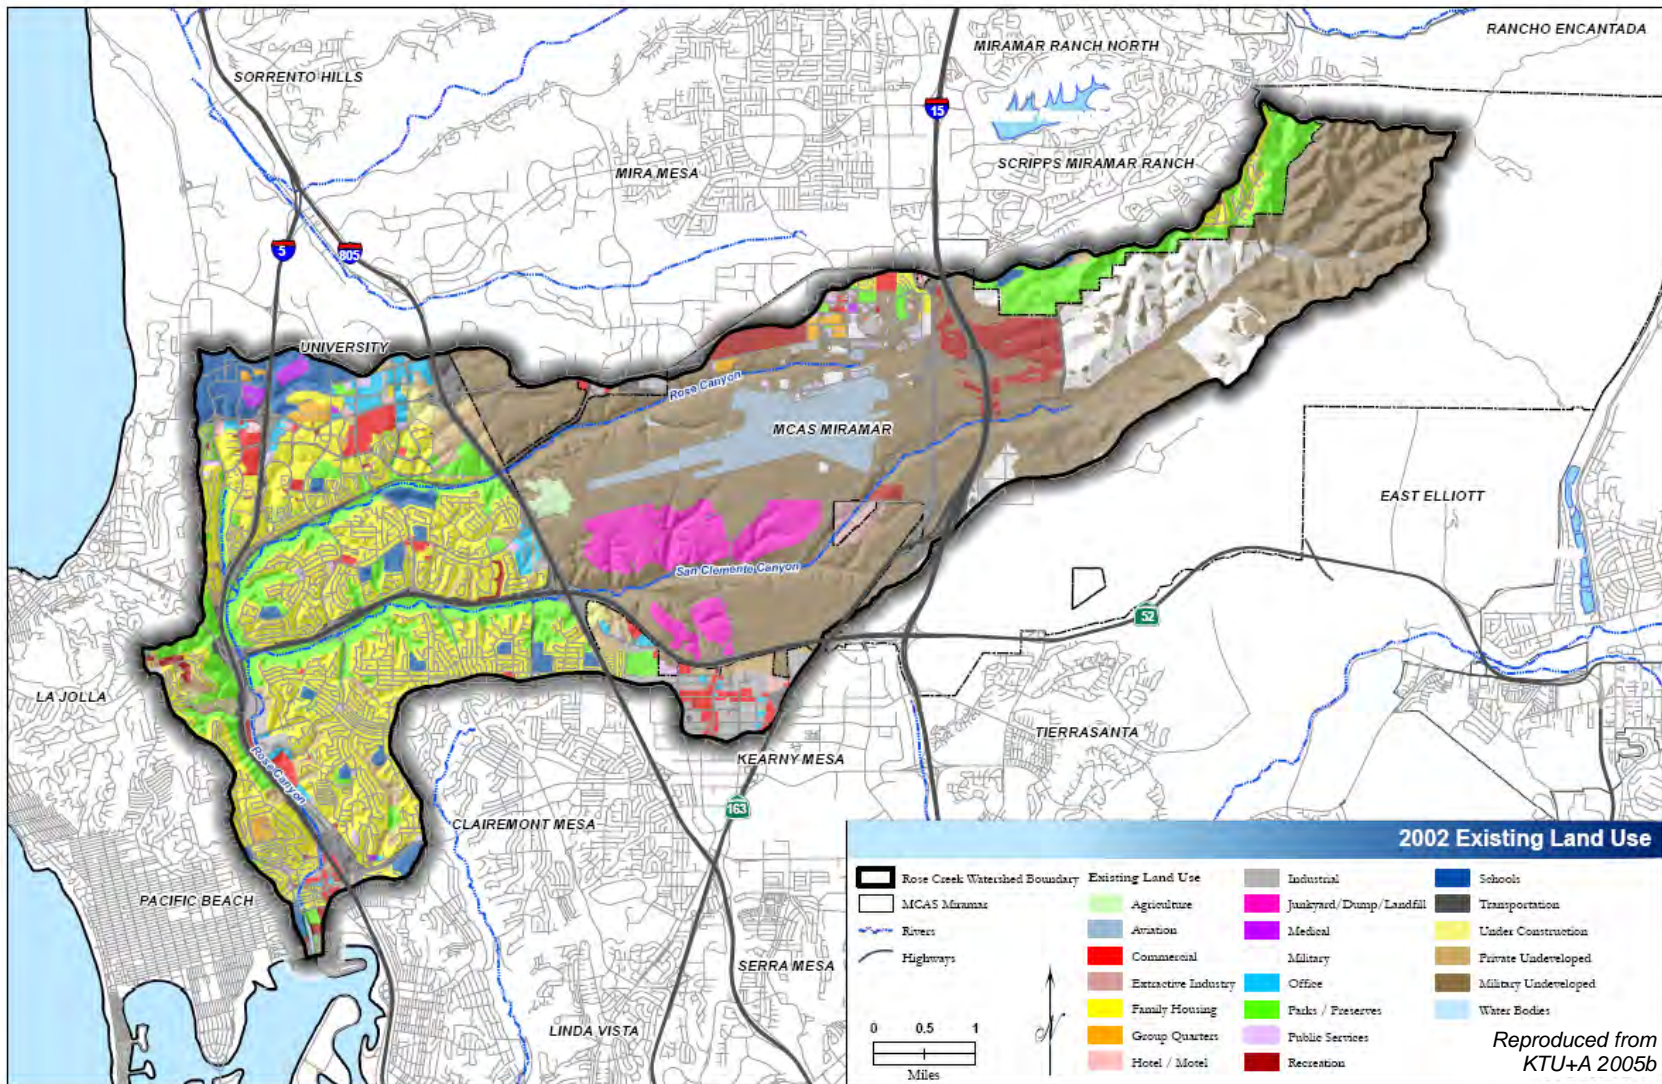 RANCHO ENCANTADA
MIRAMAR RANCH NORTH
SORRENTO HILLS
15
SCRIPPS MIRAMAR RANCH
MIRA MESA
5
805
UNIVERSITY
Rose Canyon
MCAS MIRAMAR
EAST ELLIOTT
San Clemente Canyon
52
LA JOLLA
TIERRASANTA
Rose Canyon
KEARNY MESA
163
CLAIREMONT MESA
PACIFIC BEACH
SERRA MESA
LINDA VISTA
2002 Existing Land Use
Rose Creek Watershed Boundary
MCAS Miramar
Rivers
Highways
0 0.5 1
Miles
N
Existing Land Use
Agriculture
Aviation
Commercial
Extractive Industry
Family Housing
Group Quarters
Hotel / Motel
Industrial
Junkyard/Dump/Landfill
Medical
Military
Office
Parks / Preserves
Public Services
Recreation
Schools
Transportation
Under Construction
Private Undeveloped
Military Undeveloped
Water Bodies
Reproduced from
KTU+A 2005b